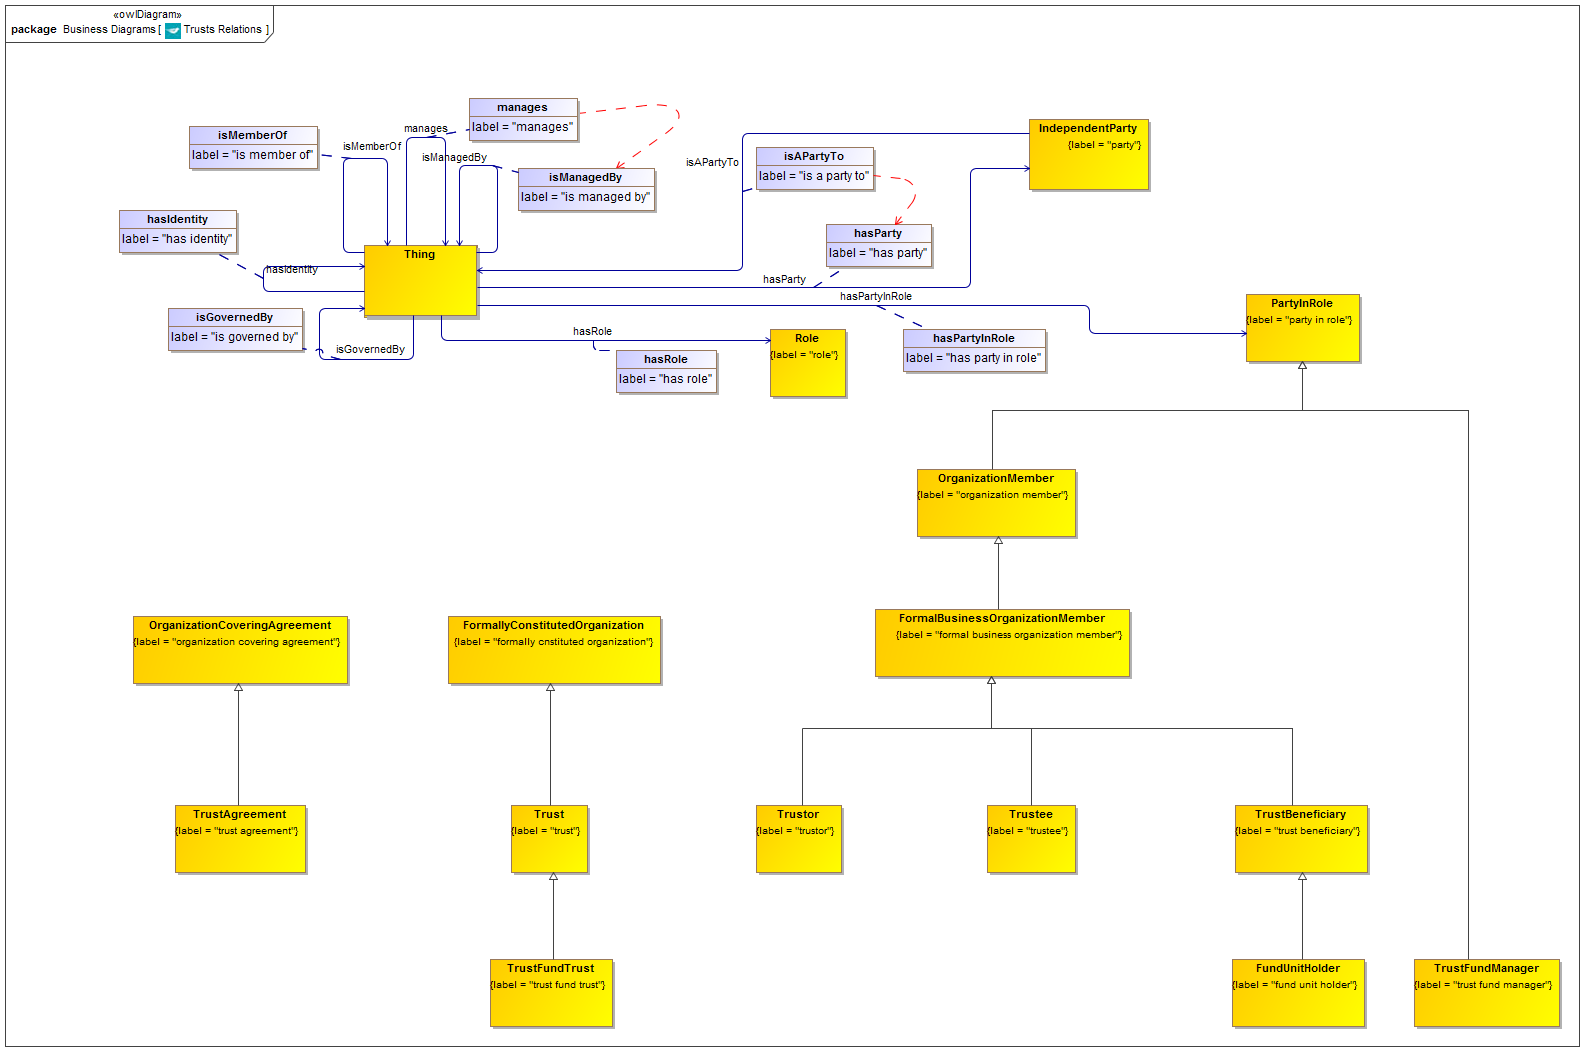 «owlDiagram»
package Business Diagrams [ Trusts Relations ]
manages
label = "manages"
manages
isMemberOf
label = "is member of"
isMemberOf
isManagedBy
isManagedBy
label = "is managed by"
isAPartyTo
isAPartyTo
label = "is a party to"
IndependentParty
{label = "party"}
hasIdentity
label = "has identity"
hasIdentity
Thing
hasParty
label = "has party"
hasParty
hasPartyInRole
hasPartyInRole
label = "has party in role"
PartyInRole
{label = "party in role"}
isGovernedBy
label = "is governed by"
isGovernedBy
hasRole
hasRole
label = "has role"
Role
{label = "role"}
OrganizationMember
{label = "organization member"}
OrganizationCoveringAgreement
{label = "organization covering agreement"}
FormallyConstitutedOrganization
{label = "formally cnstituted organization"}
FormalBusinessOrganizationMember
{label = "formal business organization member"}
TrustAgreement
{label = "trust agreement"}
Trust
{label = "trust"}
Trustor
{label = "trustor"}
Trustee
{label = "trustee"}
TrustBeneficiary
{label = "trust beneficiary"}
TrustFundTrust
{label = "trust fund trust"}
FundUnitHolder
{label = "fund unit holder"}
TrustFundManager
{label = "trust fund manager"}